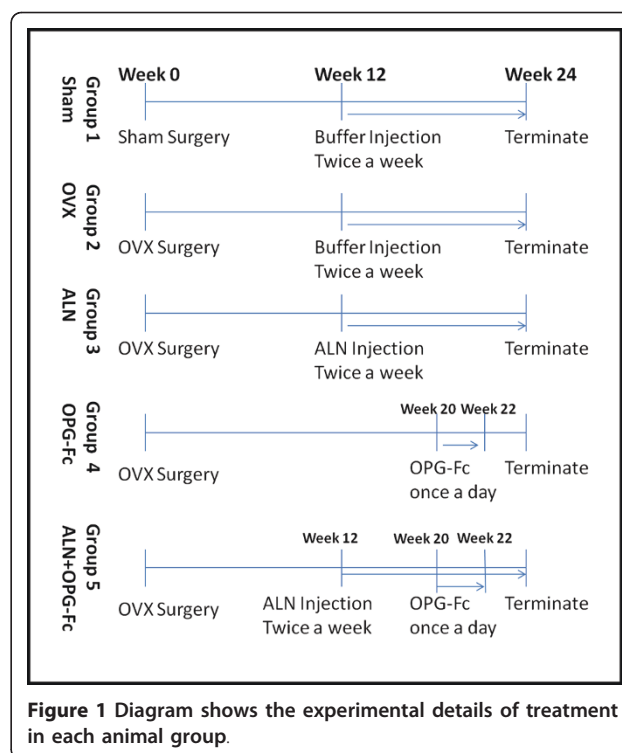 Week 0 Week 12 Week 24
Group 1
Sham
Sham Surgery Buffer Injection Terminate
Twice a week
Group 2
OVX
OVX Surgery Buffer Injection Terminate
Twice a week
Group 3
ALN
OVX Surgery ALN Injection Terminate
Twice a week
Group 4
OPG-Fc
Week 20 Week 22
OVX Surgery OPG-Fc Terminate
once a day
Group 5
ALN+OPG-Fc
Week 12 Week 20 Week 22
OVX Surgery ALN Injection OPG-Fc Terminate
Twice a week once a day
Figure 1 Diagram shows the experimental details of treatment
in each animal group.